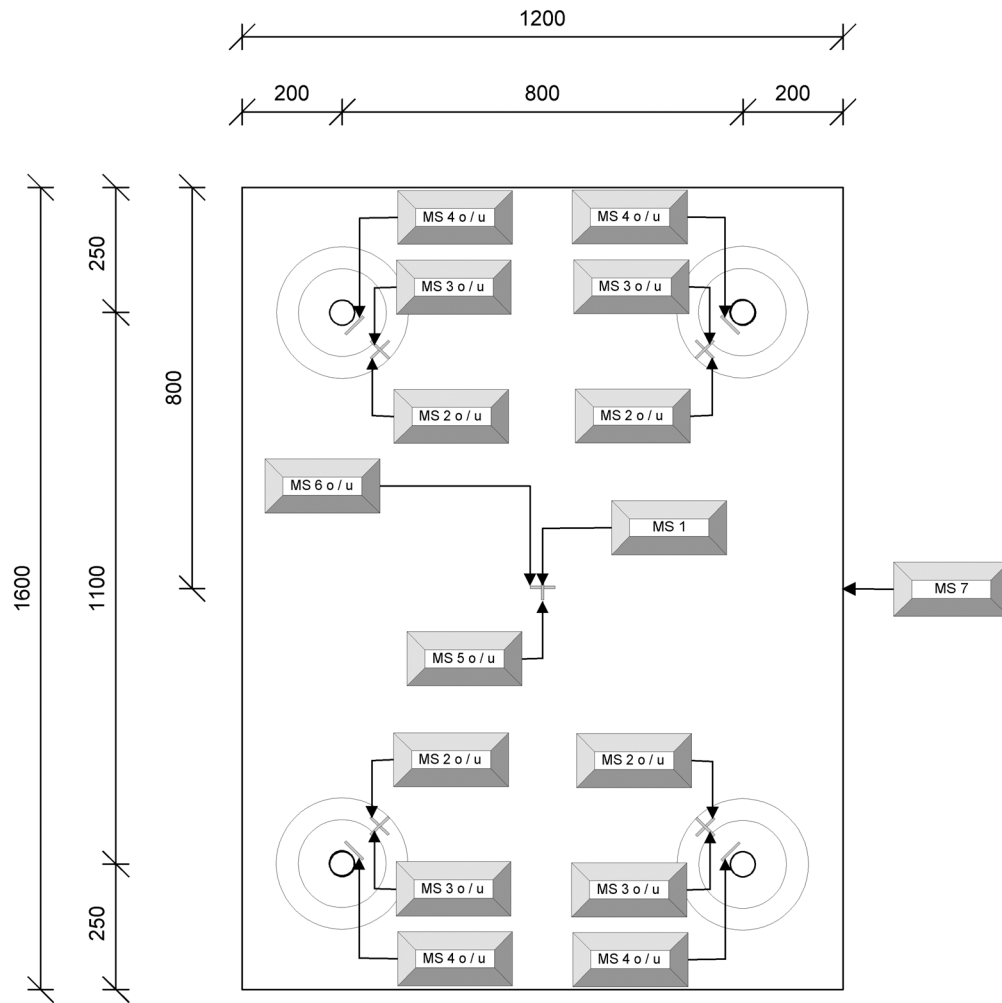 1200
200 800 200
MS 4 o / u MS 4 o / u
250
MS 3 o / u MS 3 o / u
800
MS 2 o / u MS 2 o / u
MS 6 o / u
MS 1
1600
1100
MS 7
MS 5 o / u
MS 2 o / u MS 2 o / u
MS 3 o / u MS 3 o / u
250
MS 4 o / u MS 4 o / u